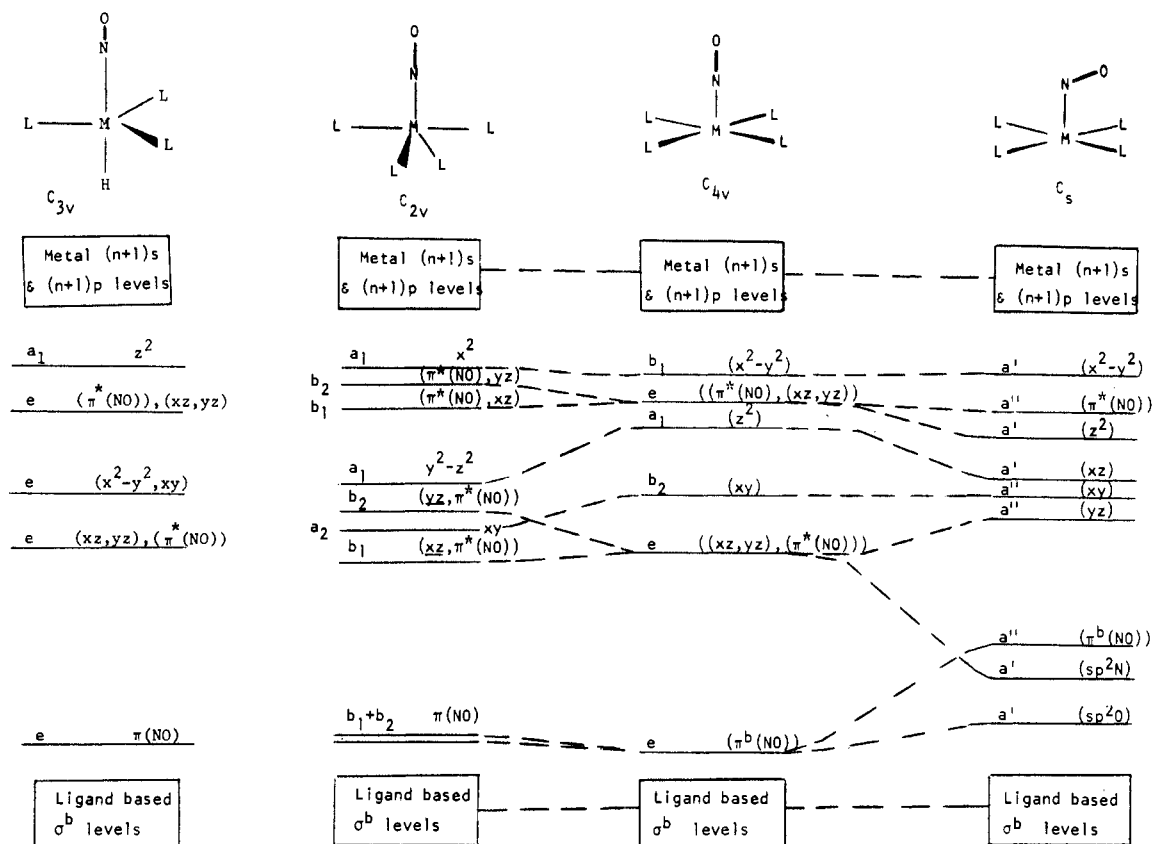 O
N
L
L
M
L
H
C3v
O
N
L
M
L
L
L
C2v
O
N
L
L
M
L
L
C4v
N
O
L
L
M
L
L
Cs
Metal (n+1)s
& (n+1)p levels
Metal (n+1)s
& (n+1)p levels
Metal (n+1)s
& (n+1)p levels
Metal (n+1)s
& (n+1)p levels
a1 z²
e (π*(NO)),(xz,yz)
e (x²-y²,xy)
e (xz,yz),(π*(NO))
e π(NO)
Ligand based
σᵇ levels
a1 x²
b2 (π*(NO),yz)
b1 (π*(NO),xz)
a1 y²-z²
b2 (yz,π*(NO))
a2 xy
b1 (xz,π*(NO))
b1+b2 π(NO)
Ligand based
σᵇ levels
b1 (x²-y²)
e ((π*(NO),(xz,yz))
a1 (z²)
b2 (xy)
e ((xz,yz),(π*(NO)))
e (πᵇ(NO))
Ligand based
σᵇ levels
a' (x²-y²)
a'' (π*(NO))
a' (z²)
a' (xz)
a'' (xy)
a'' (yz)
a'' (πᵇ(NO))
a' (sp²N)
a' (sp²O)
Ligand based
σᵇ levels